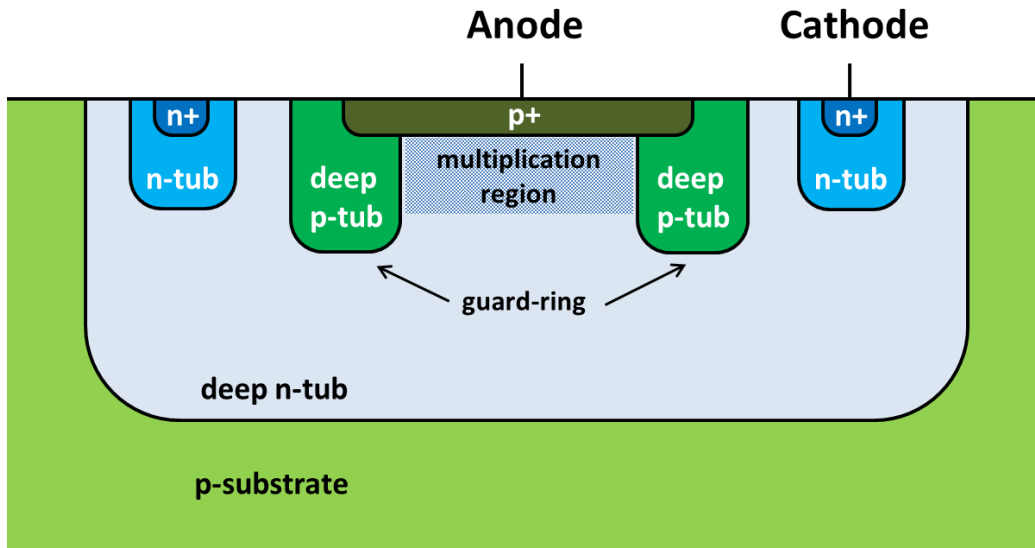 Anode
Cathode
n+
p+
n+
n-tub
deep
p-tub
multiplication
region
deep
p-tub
n-tub
guard-ring
deep n-tub
p-substrate